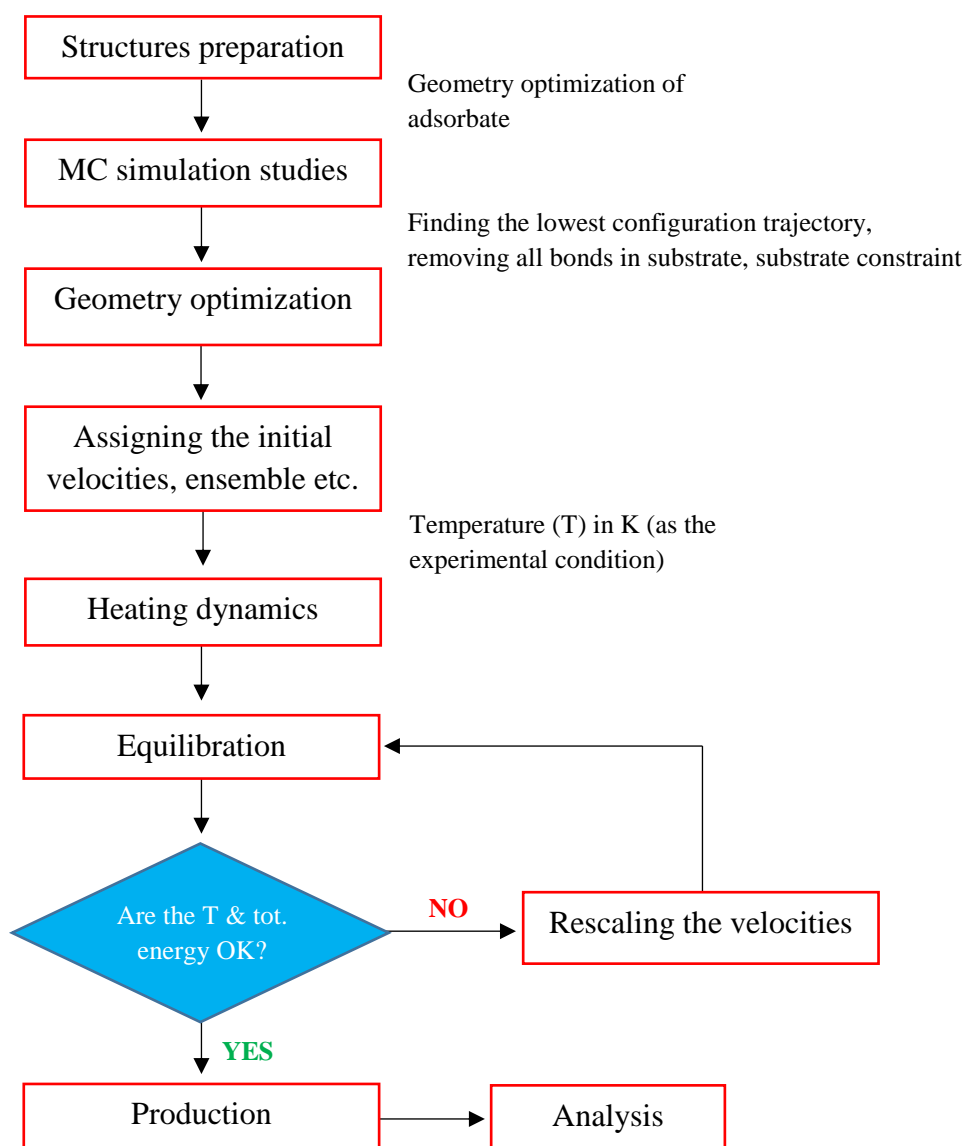 Structures preparation
Geometry optimization of
adsorbate
MC simulation studies
Finding the lowest configuration trajectory,
removing all bonds in substrate, substrate constraint
Geometry optimization
Assigning the initial
velocities, ensemble etc.
Temperature (T) in K (as the
experimental condition)
Heating dynamics
Equilibration
Are the T & tot.
energy OK?
NO
Rescaling the velocities
YES
Production
Analysis